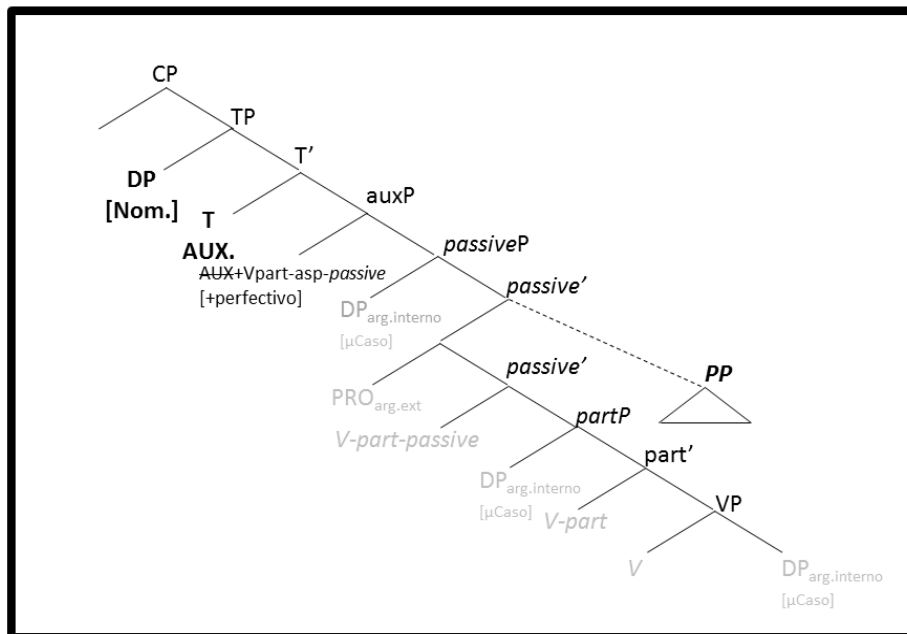 CP
TP
T’
DP
[Nom.]
T
auxP
AUX.
passiveP
AUX+Vpart-asp-passive
[+perfectivo]
passive’
DParg.interno
[μCaso]
PP
passive’
PROarg.ext
partP
V-part-passive
part’
DParg.interno
[μCaso]
V-part
VP
V
DParg.interno
[μCaso]